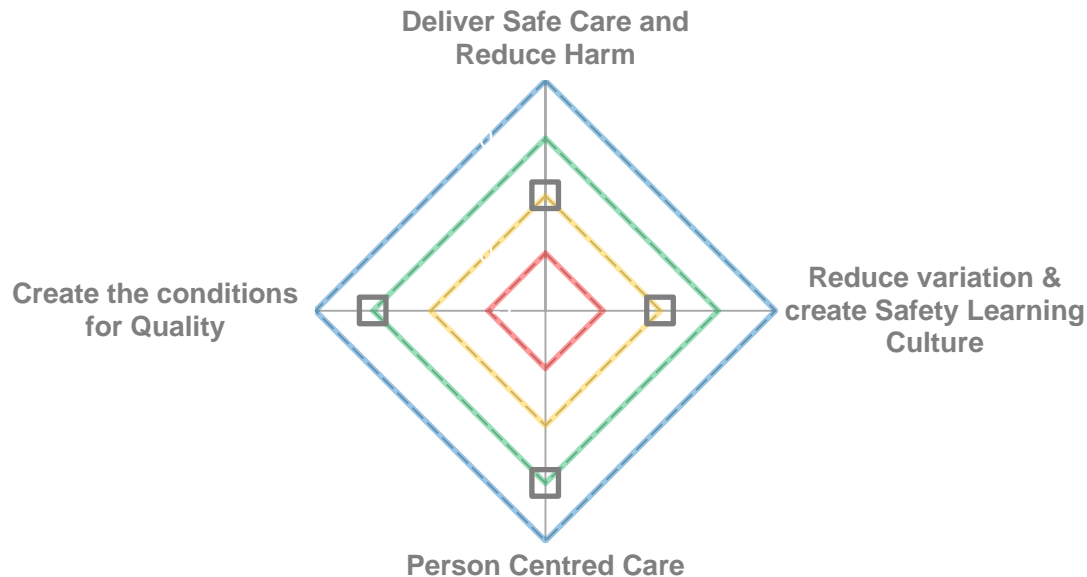 Deliver Safe Care and
Reduce Harm
Create the conditions
for Quality
Reduce variation &
create Safety Learning
Culture
Person Centred Care